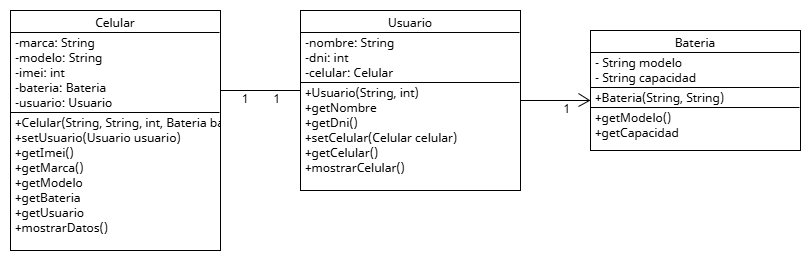 Celular
-marca: String
-modelo: String
-imei: int
-bateria: Bateria
-usuario: Usuario
+Celular(String, String, int, Bateria ba
+setUsuario(Usuario usuario)
+getImei()
+getMarca()
+getModelo
+getBateria
+getUsuario
+mostrarDatos()
1
1
Usuario
-nombre: String
-dni: int
-celular: Celular
+Usuario(String, int)
+getNombre
+getDni()
+setCelular(Celular celular)
+getCelular()
+mostrarCelular()
1
Bateria
- String modelo
- String capacidad
+Bateria(String, String)
+getModelo()
+getCapacidad